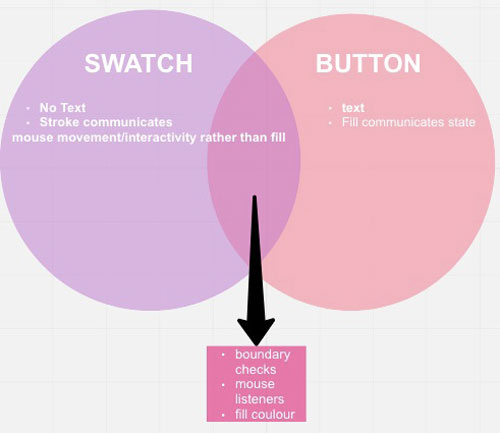 SWATCH
• No Text
• Stroke communicates
mouse movement/interactivity rather than fill
BUTTON
• text
• Fill communicates state
• boundary
checks
• mouse
listeners
• fill coulour